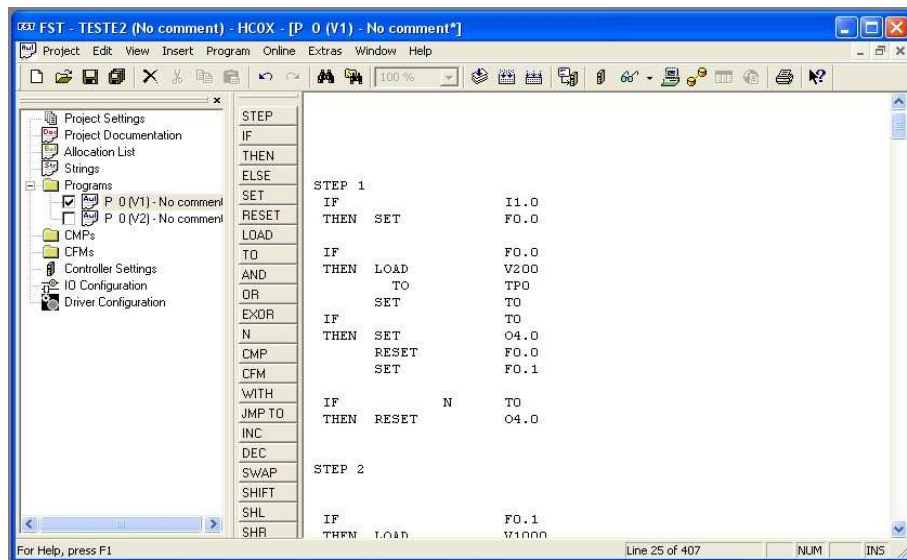 FST - TESTE2 (No comment) - HC0X - [P 0 (V1) - No comment*]
Project Edit View Insert Program Online Extras Window Help
100 %
Project Settings
Project Documentation
Allocation List
Strings
Programs
P 0 (V1) - No comment
P 0 (V2) - No comment
CMPs
CFMs
Controller Settings
IO Configuration
Driver Configuration
STEP
IF
THEN
ELSE
SET
RESET
LOAD
TO
AND
OR
EXOR
N
CMP
CFM
WITH
JMP TO
INC
DEC
SWAP
SHIFT
SHL
SHR
STEP 1
IF I1.0
THEN SET F0.0
IF F0.0
THEN LOAD V200
TO TP0
SET T0
IF T0
THEN SET O4.0
RESET F0.0
SET F0.1
IF N T0
THEN RESET O4.0
STEP 2
IF F0.1
THEN LOAD V1000
For Help, press F1
Line 25 of 407
NUM
INS